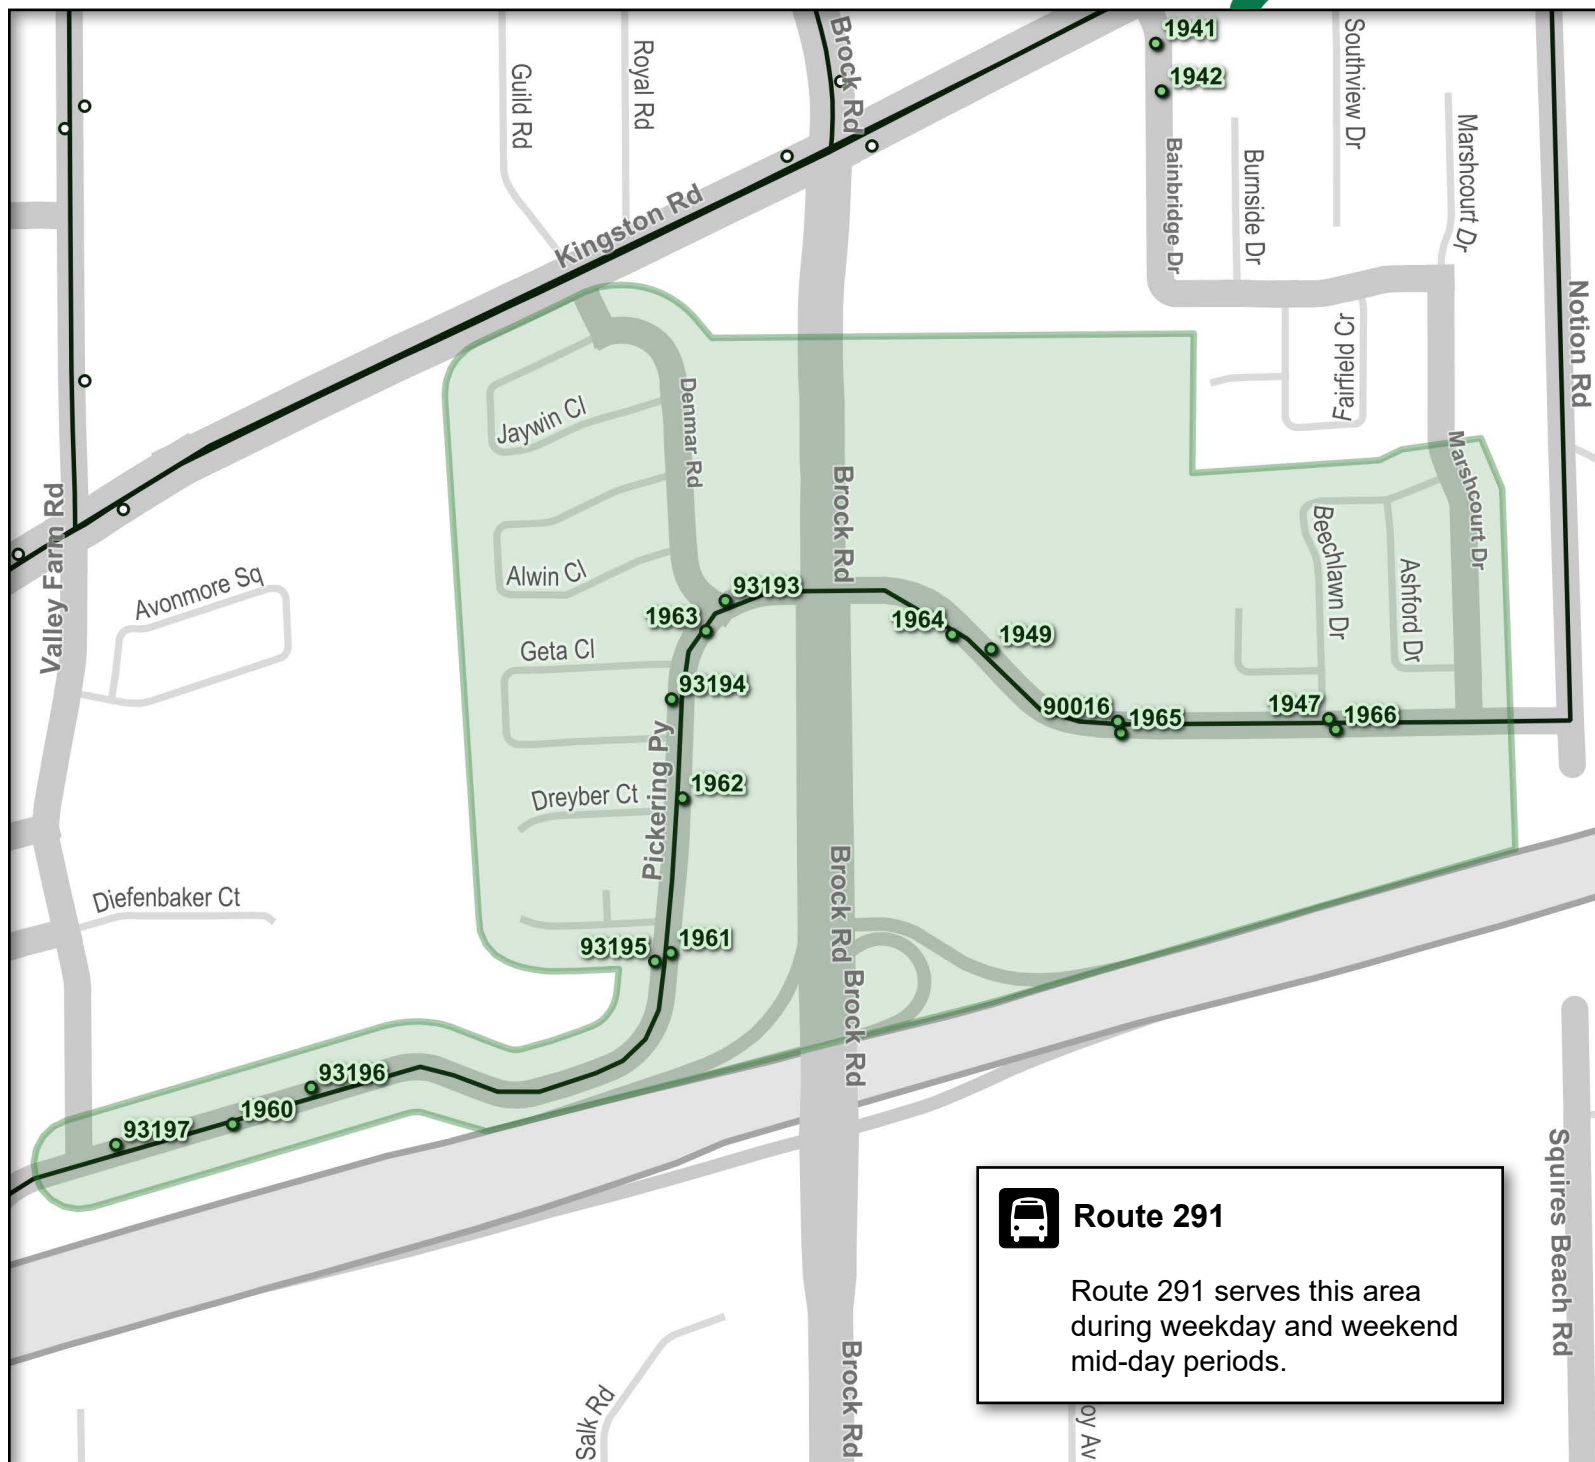 1941
1942
Brock Rd
Southview Dr
Guild Rd
Royal Rd
Marshcourt Dr
Bainbridge Dr
Burnside Dr
Kingston Rd
Notion Rd
Fairfield Cr
Jaywin Cl
Denmar Rd
Marshcourt Dr
Brock Rd
Valley Farm Rd
Avonmore Sq
Alwin Cl
93193
Beechlawn Dr
Ashford Dr
1963
1964
1949
Geta Cl
93194
90016
1965
1947
1966
Pickering Py
1962
Dreyber Ct
Brock Rd
Diefenbaker Ct
93195
1961
Brock Rd
93196
1960
93197
Squires Beach Rd
Route 291
Route 291 serves this area
during weekday and weekend
mid-day periods.
Brock Rd
Salk Rd
oy Av